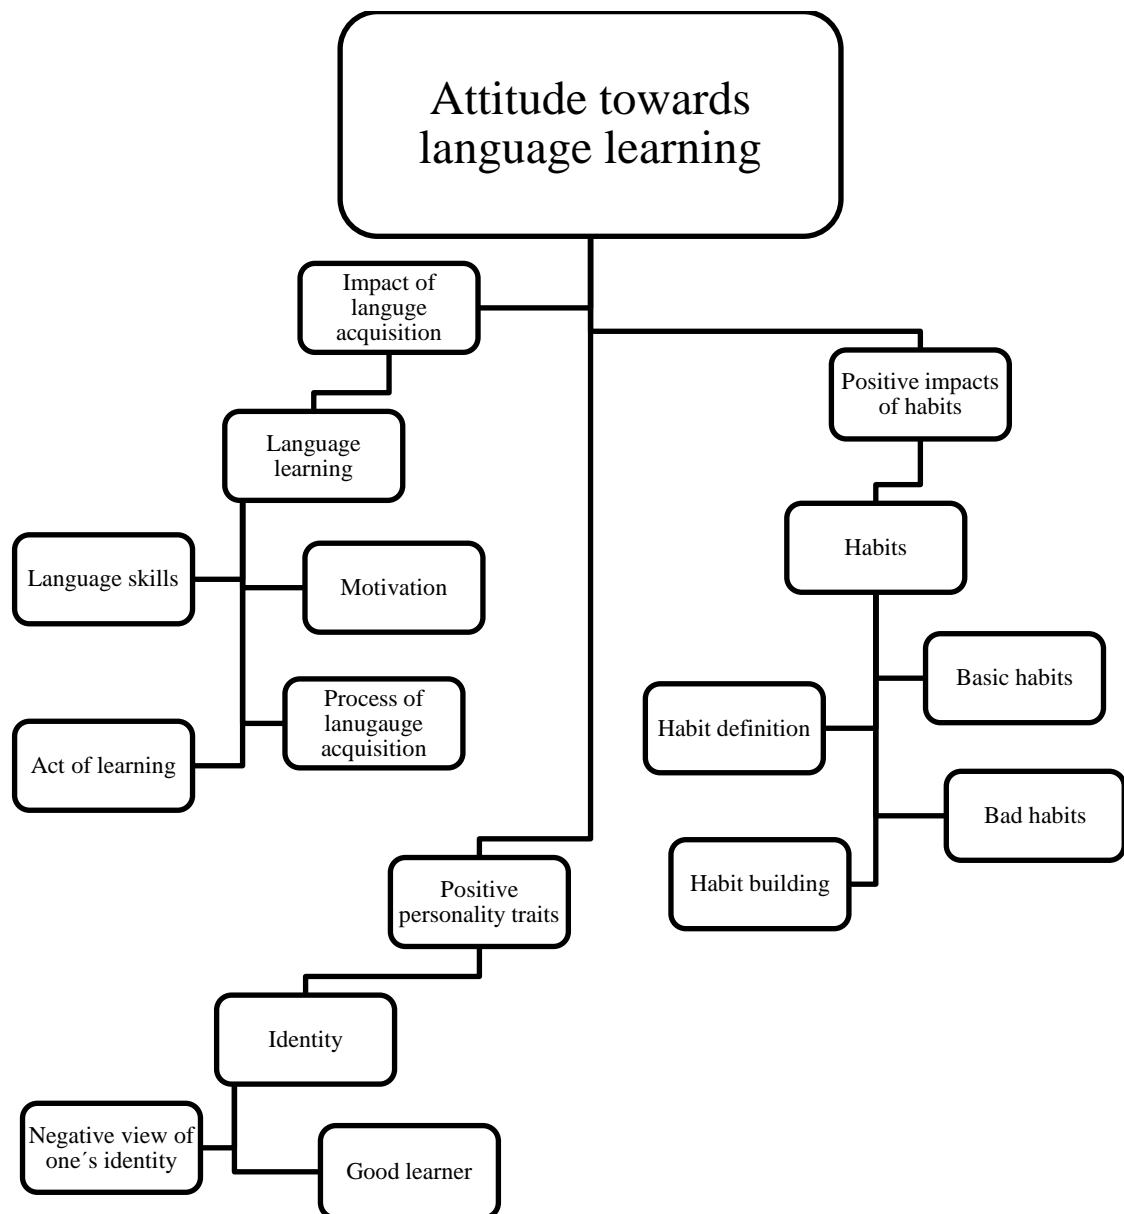 Attitude towards
language learning
Impact of
languge
acquisition
Positive impacts
of habits
Language
learning
Habits
Language skills
Motivation
Basic habits
Process of
lanugauge
acquisition
Habit definition
Act of learning
Bad habits
Habit building
Positive
personality traits
Identity
Negative view of
one´s identity
Good learner